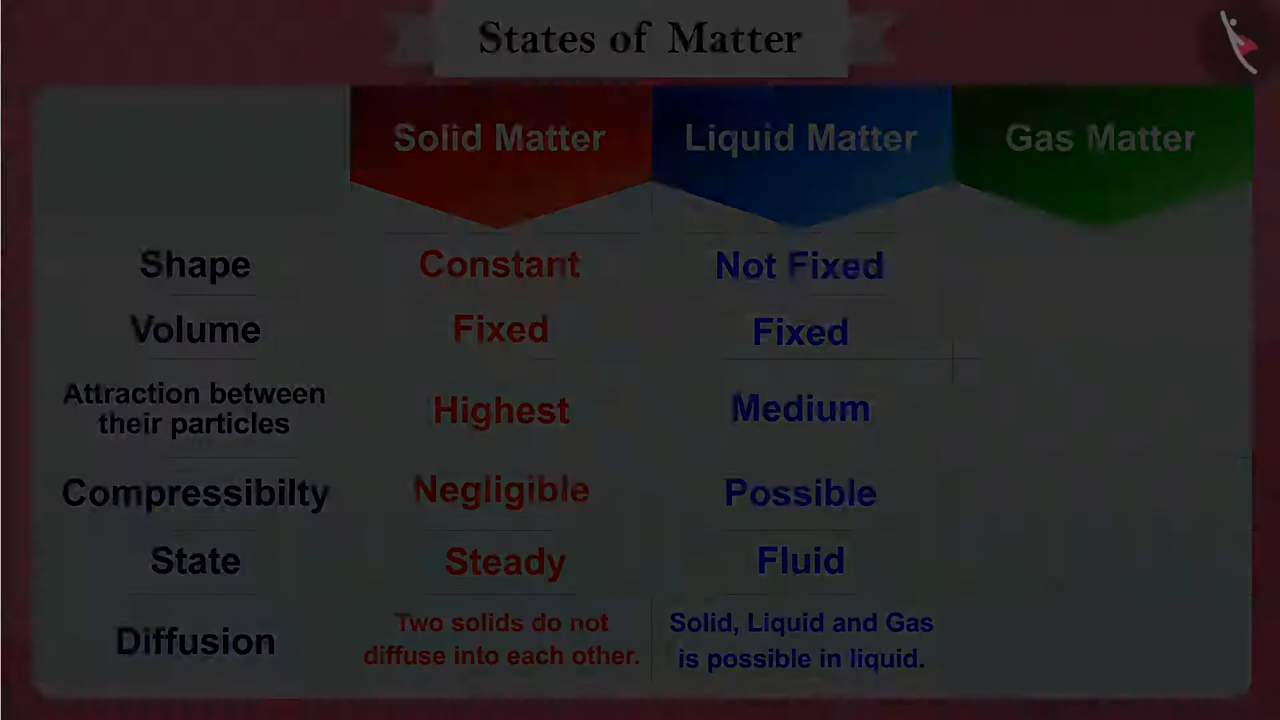 States of Matter
Solid Matter Liquid Matter Gas Matter
Shape Constant Not Fixed
Volume Fixed Fixed
Attraction between
their particles Highest Medium
Compressibilty Negligible Possible
State Steady Fluid
Diffusion Two solids do not
diffuse into each other. Solid, Liquid and Gas
is possible in liquid.